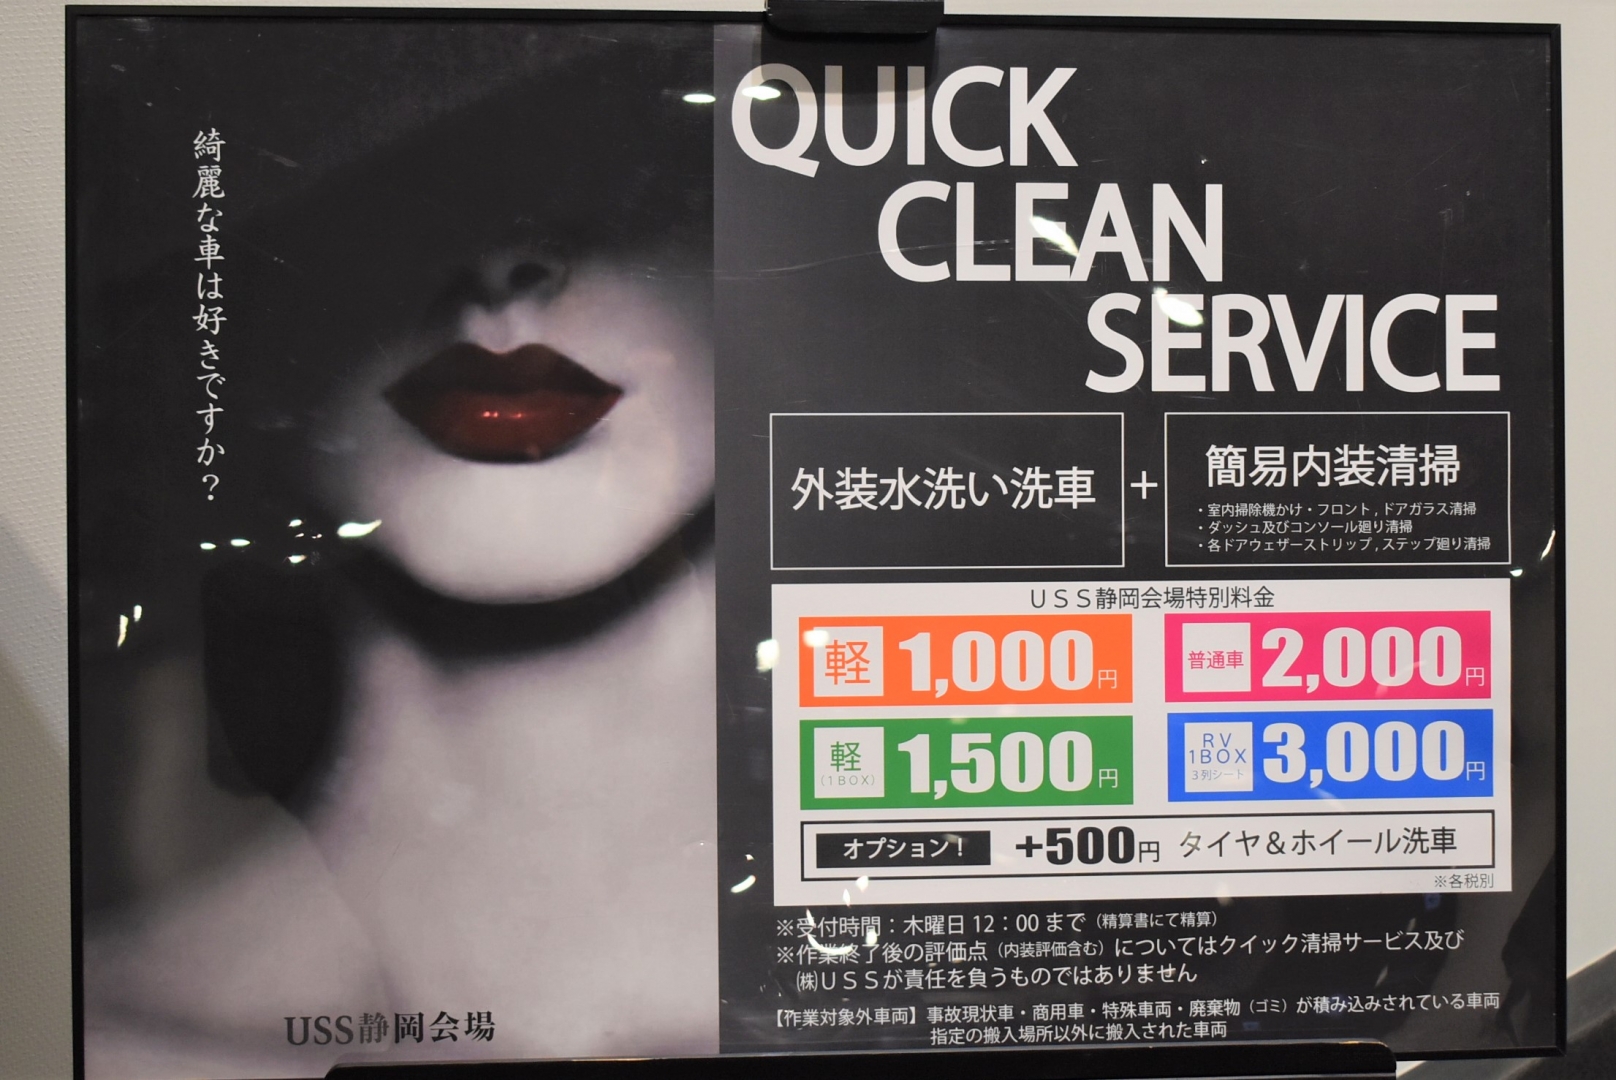 綺麗な車は好きですか？
USS静岡会場
QUICK
CLEAN
SERVICE
外装水洗い洗車
+
簡易内装清掃
・室内掃除機かけ・フロント,ドアガラス清掃
・ダッシュ及びコンソール廻り清掃
・各ドアウェザーストリップ,ステップ廻り清掃
ＵＳＳ静岡会場特別料金
軽 1,000円
普通車 2,000円
軽 (1BOX) 1,500円
RV 1BOX 3列シート 3,000円
オプション！ +500円 タイヤ＆ホイール洗車
※各税別
※受付時間：木曜日12：00まで（精算書にて精算）
※作業終了後の評価点（内装評価含む）についてはクイック清掃サービス及び
㈱ＵＳＳが責任を負うものではありません
【作業対象外車両】事故現状車・商用車・特殊車両・廃棄物（ゴミ）が積み込みされている車両
指定の搬入場所以外に搬入された車両